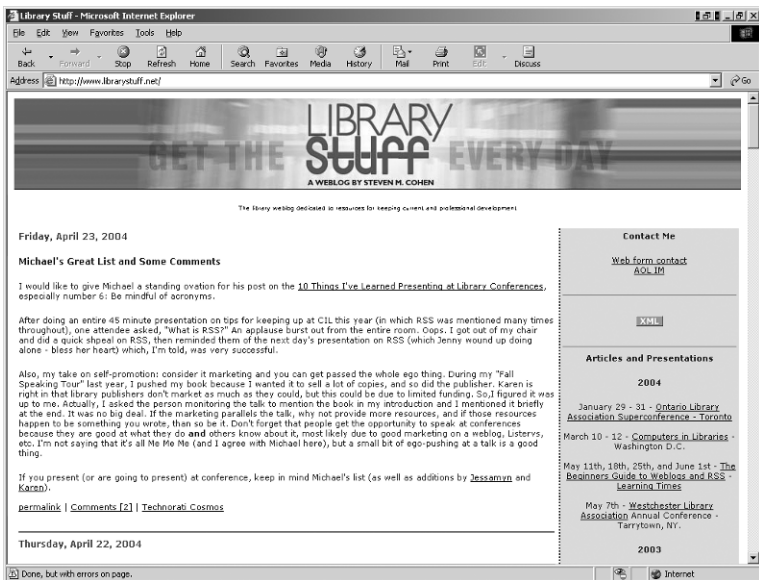 Library Stuff - Microsoft Internet Explorer
File Edit View Favorites Tools Help
Back Forward Stop Refresh Home Search Favorites Media History Mail Print Edit Discuss
Address http://www.librarystuff.net/ Go
LIBRARY
GET THE STUFF EVERY DAY
A WEBLOG BY STEVEN M. COHEN
The library weblog dedicated to resources for keeping current and professional development
Friday, April 23, 2004
Michael's Great List and Some Comments
I would like to give Michael a standing ovation for his post on the 10 Things I've Learned Presenting at Library Conferences,
especially number 6: Be mindful of acronyms.
After doing an entire 45 minute presentation on tips for keeping up at CIL this year (in which RSS was mentioned many times
throughout), one attendee asked, "What is RSS?" An applause burst out from the entire room. Oops. I got out of my chair
and did a quick shpeal on RSS, then reminded them of the next day's presentation on RSS (which Jenny wound up doing
alone - bless her heart) which, I'm told, was very successful.
Also, my take on self-promotion: consider it marketing and you can get passed the whole ego thing. During my "Fall
Speaking Tour" last year, I pushed my book because I wanted it to sell a lot of copies, and so did the publisher. Karen is
right in that library publishers don't market as much as they could, but this could be due to limited funding. So,I figured it was
up to me. Actually, I asked the person monitoring the talk to mention the book in my introduction and I mentioned it briefly
at the end. It was no big deal. If the marketing parallels the talk, why not provide more resources, and if those resources
happen to be something you wrote, than so be it. Don't forget that people get the opportunity to speak at conferences
because they are good at what they do and others know about it, most likely due to good marketing on a weblog, Listervs,
etc. I'm not saying that it's all Me Me Me (and I agree with Michael here), but a small bit of ego-pushing at a talk is a good
thing.
If you present (or are going to present) at conference, keep in mind Michael's list (as well as additions by Jessamyn and
Karen).
permalink | Comments [2] | Technorati Cosmos
Thursday, April 22, 2004
Contact Me
Web form contact
AOL IM
XML
Articles and Presentations
2004
January 29 - 31 - Ontario Library
Association Superconference - Toronto
March 10 - 12 - Computers in Libraries -
Washington D.C.
May 11th, 18th, 25th, and June 1st - The
Beginners Guide to Weblogs and RSS -
Learning Times
May 7th - Westchester Library
Association Annual Conference -
Tarrytown, NY.
2003
Done, but with errors on page. Internet